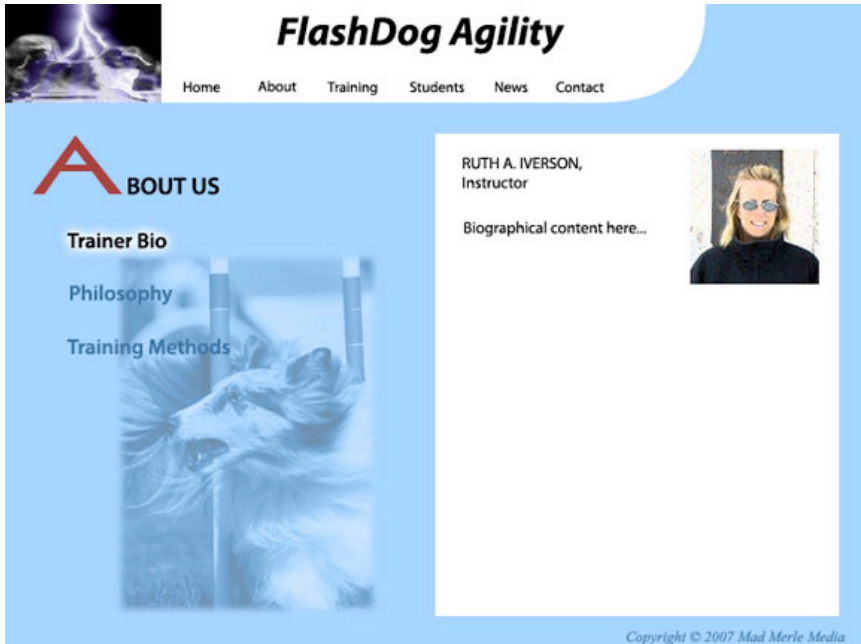 FlashDog Agility
Home About Training Students News Contact
ABOUT US
Trainer Bio
Philosophy
Training Methods
RUTH A. IVERSON,
Instructor
Biographical content here...
Copyright © 2007 Mad Merle Media